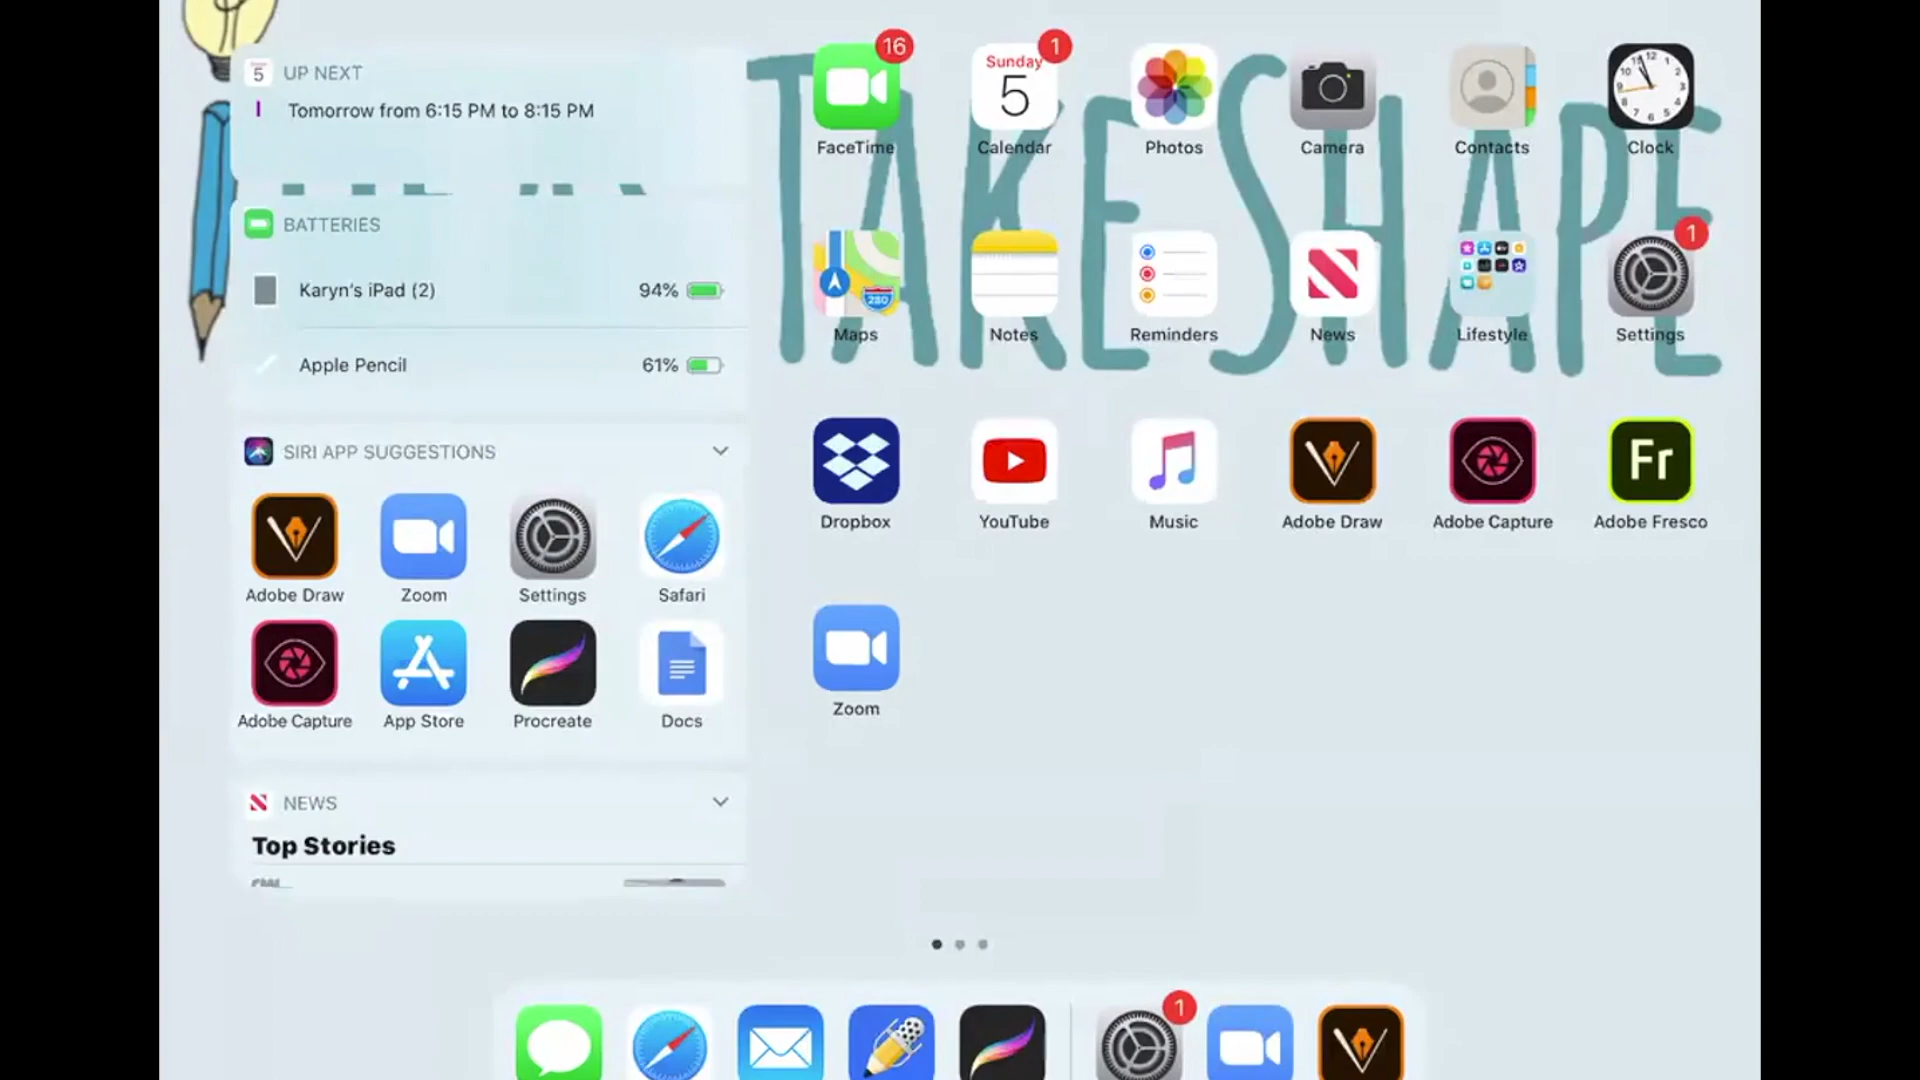 UP NEXT
Tomorrow from 6:15 PM to 8:15 PM
BATTERIES
Karyn's iPad (2) 94%
Apple Pencil 61%
SIRI APP SUGGESTIONS
Adobe Draw Zoom Settings Safari
Adobe Capture App Store Procreate Docs
NEWS
Top Stories
TAKE SHAPE
16 1
Sunday
5
FaceTime Calendar Photos Camera Contacts Clock
280
1
Maps Notes Reminders News Lifestyle Settings
Fr
Dropbox YouTube Music Adobe Draw Adobe Capture Adobe Fresco
Zoom
1